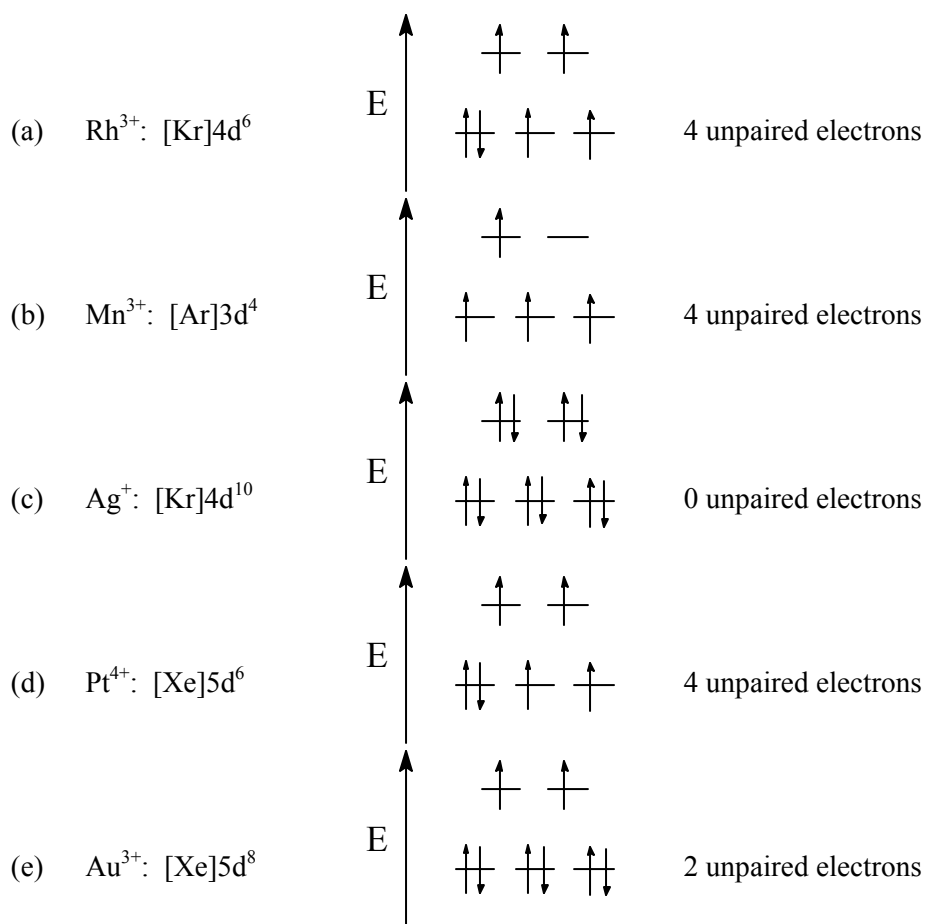 E
(a) Rh³⁺: [Kr]4d⁶ 4 unpaired electrons
E
(b) Mn³⁺: [Ar]3d⁴ 4 unpaired electrons
E
(c) Ag⁺: [Kr]4d¹⁰ 0 unpaired electrons
E
(d) Pt⁴⁺: [Xe]5d⁶ 4 unpaired electrons
E
(e) Au³⁺: [Xe]5d⁸ 2 unpaired electrons